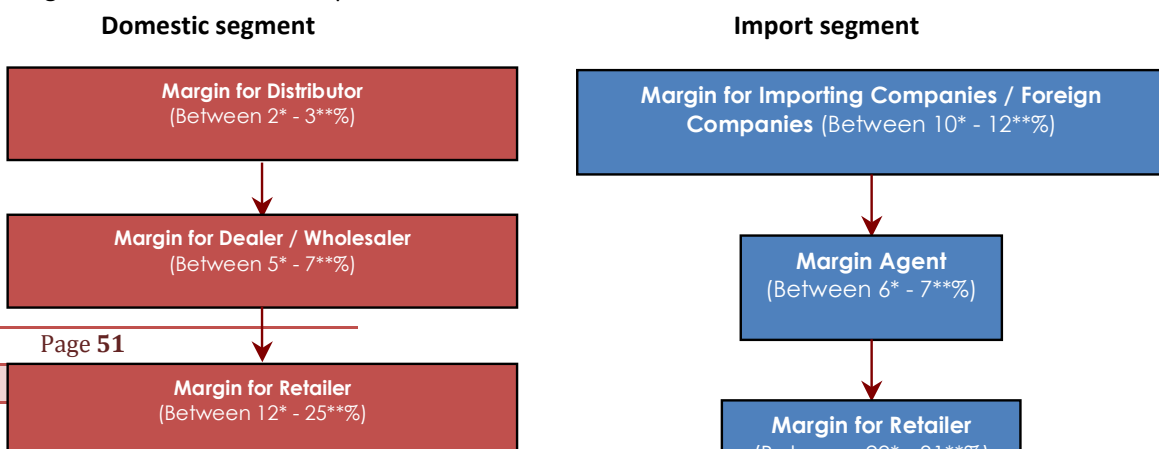 Domestic segment
Margin for Distributor
(Between 2* - 3**%)
Margin for Dealer / Wholesaler
(Between 5* - 7**%)
Page 51
Margin for Retailer
(Between 12* - 25**%)
Import segment
Margin for Importing Companies / Foreign
Companies (Between 10* - 12**%)
Margin Agent
(Between 6* - 7**%)
Margin for Retailer